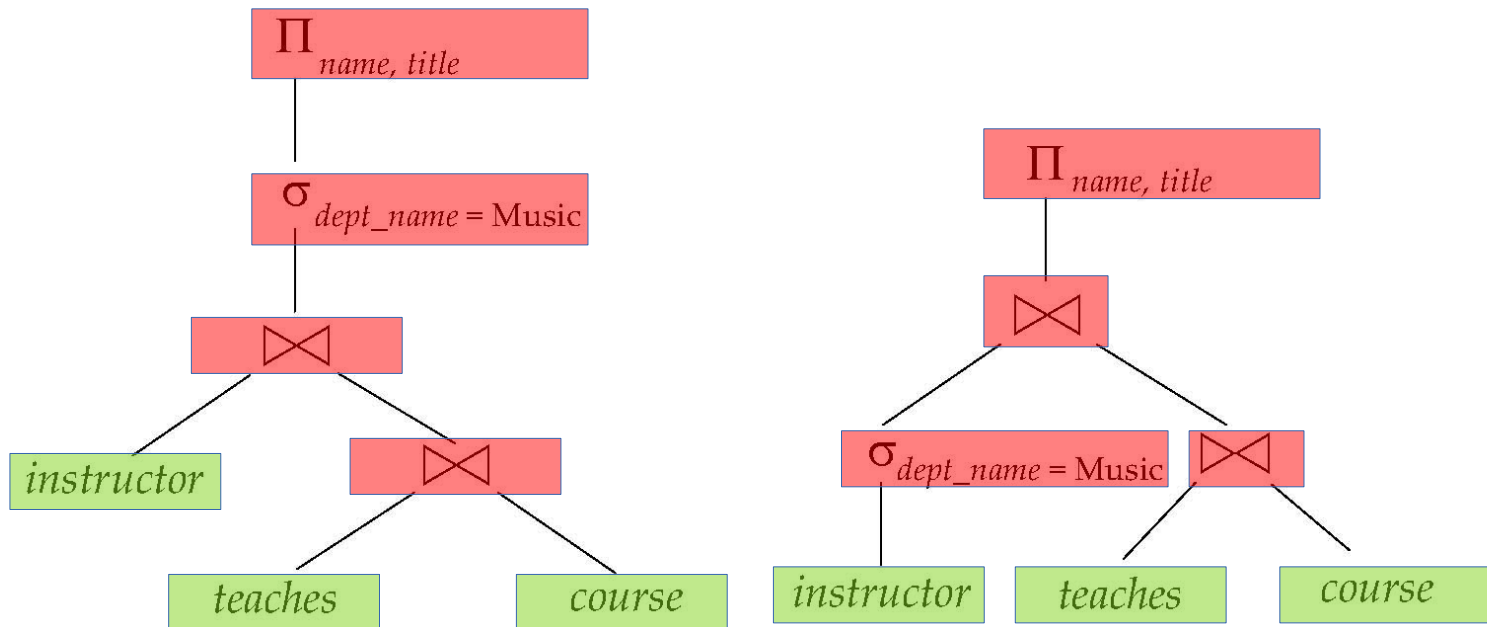 Π name, title
σ dept_name = Music
⋈
instructor
⋈
teaches
course
Π name, title
⋈
σ dept_name = Music
⋈
instructor
teaches
course